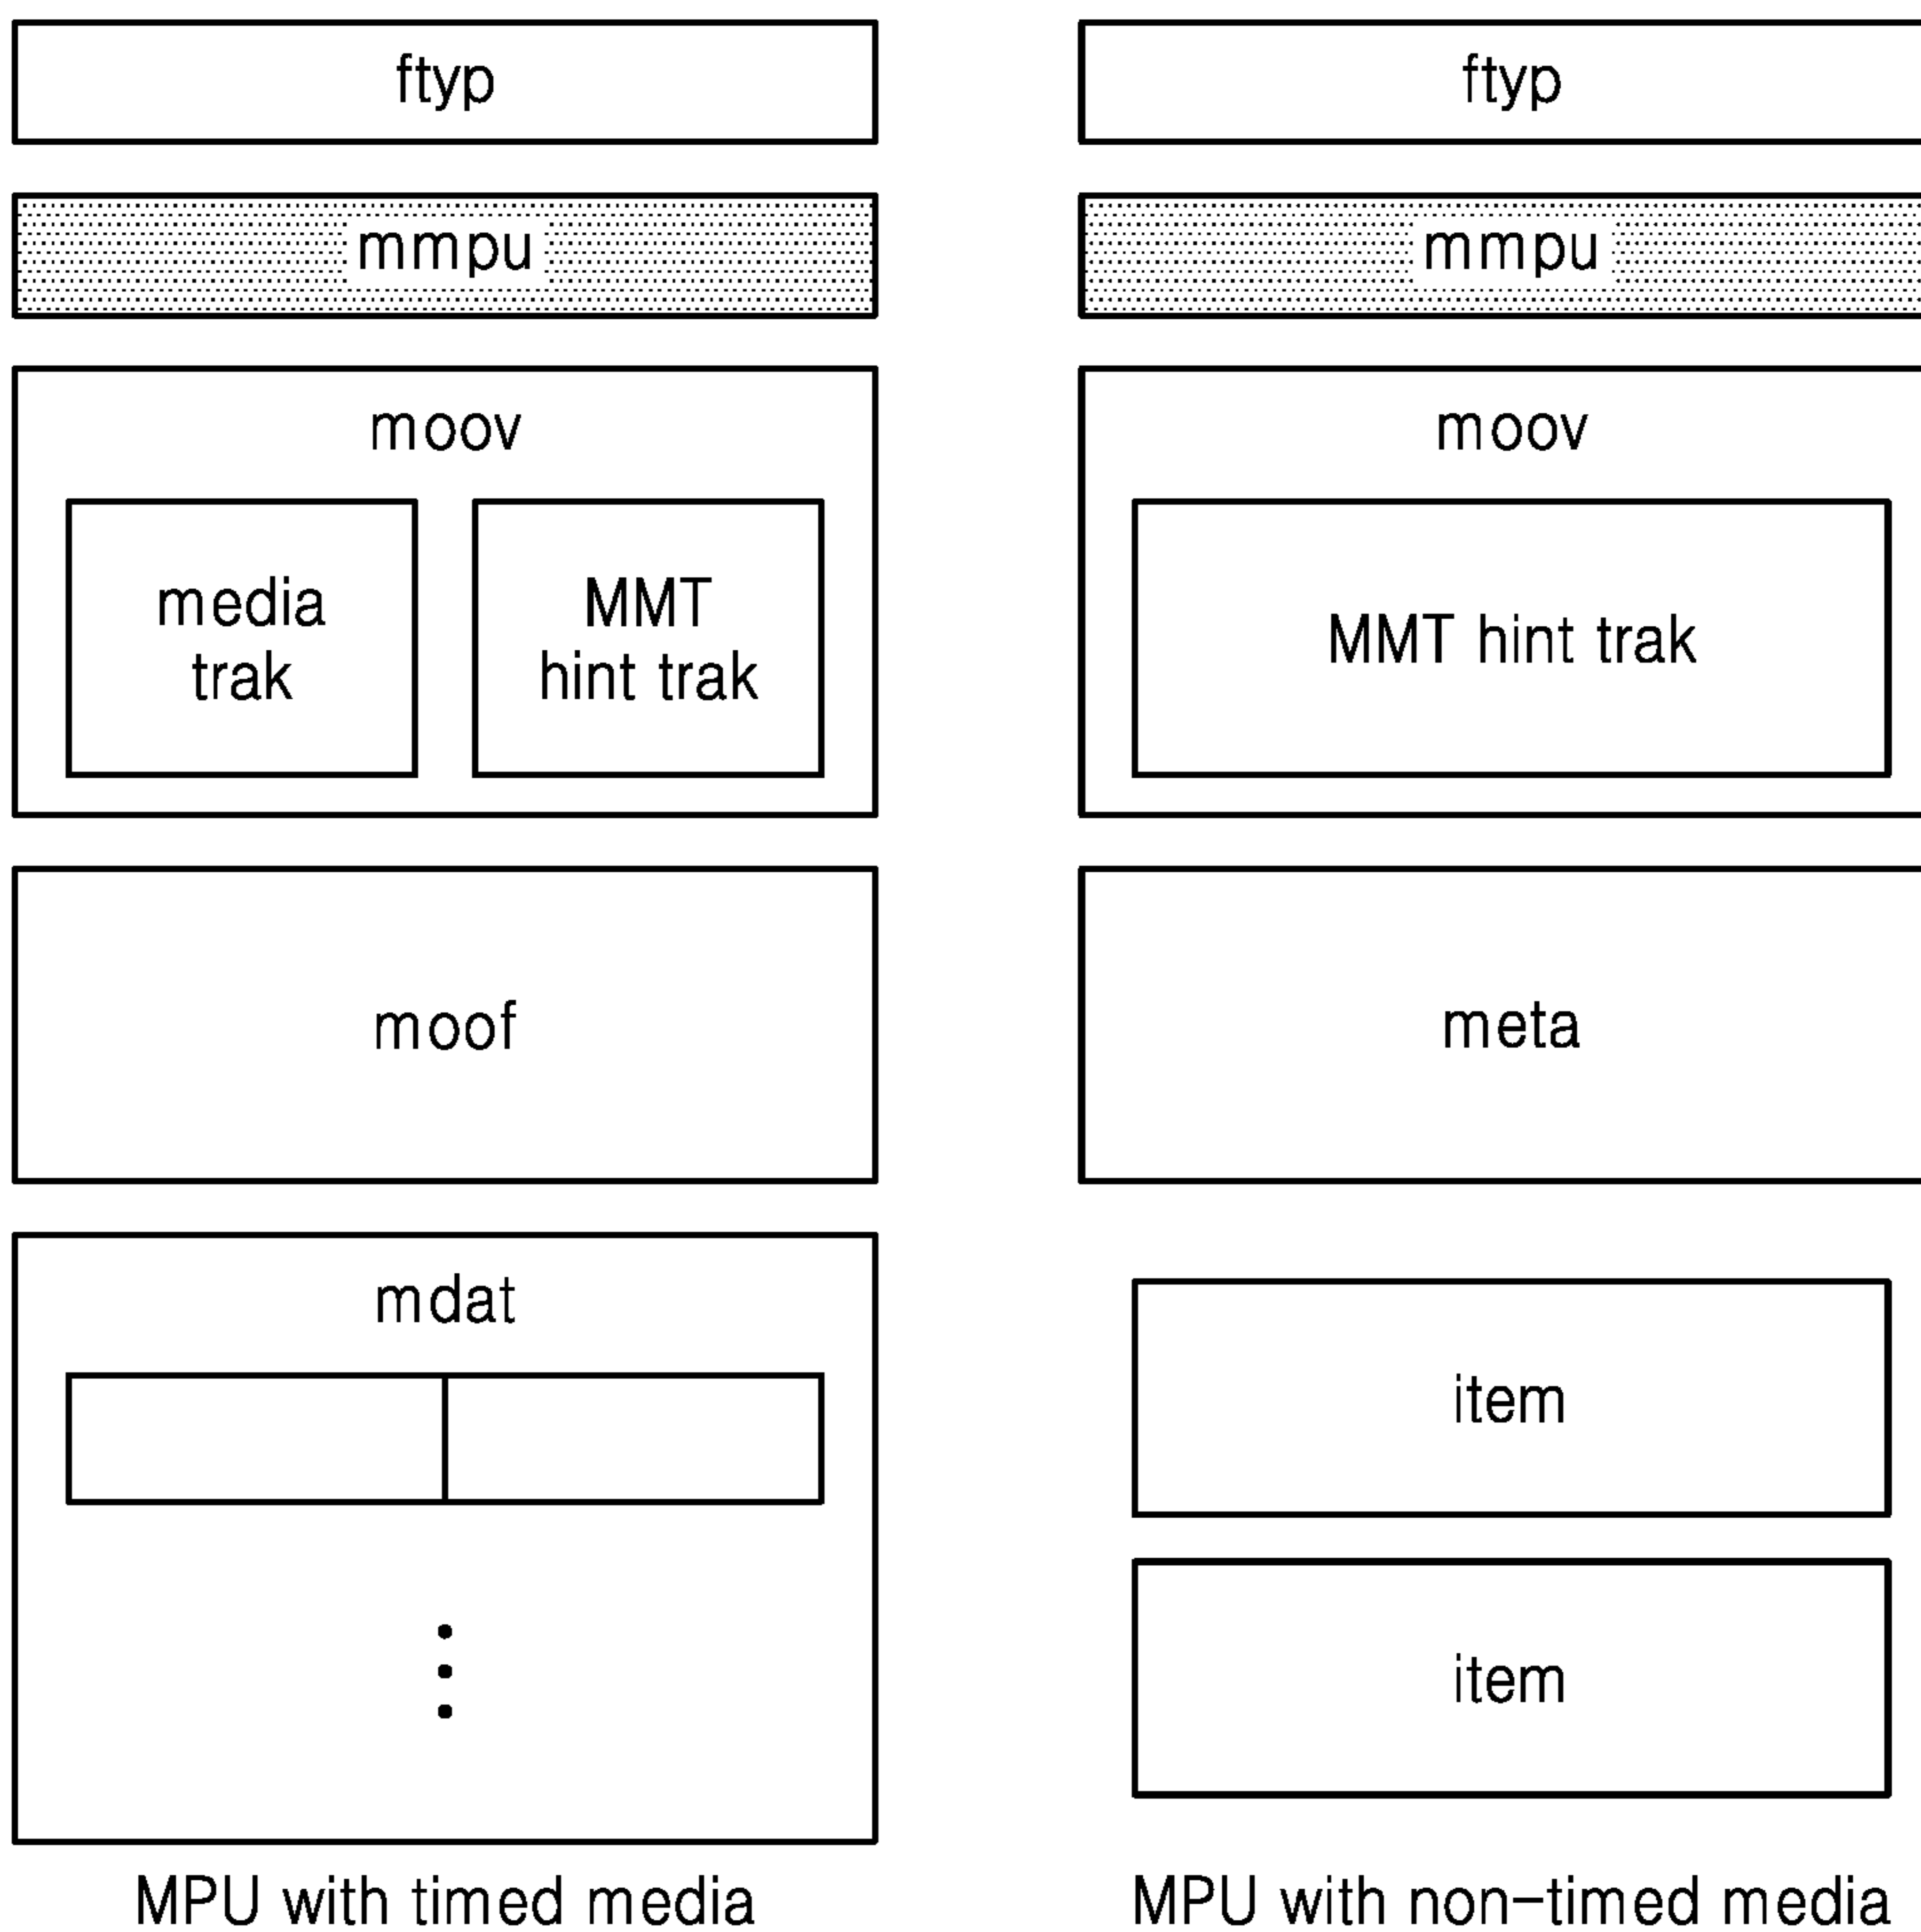 ftyp
mmpu
moov
media
trak
MMT
hint trak
moof
mdat
MPU with timed media
ftyp
mmpu
moov
MMT hint trak
meta
item
item
MPU with non-timed media